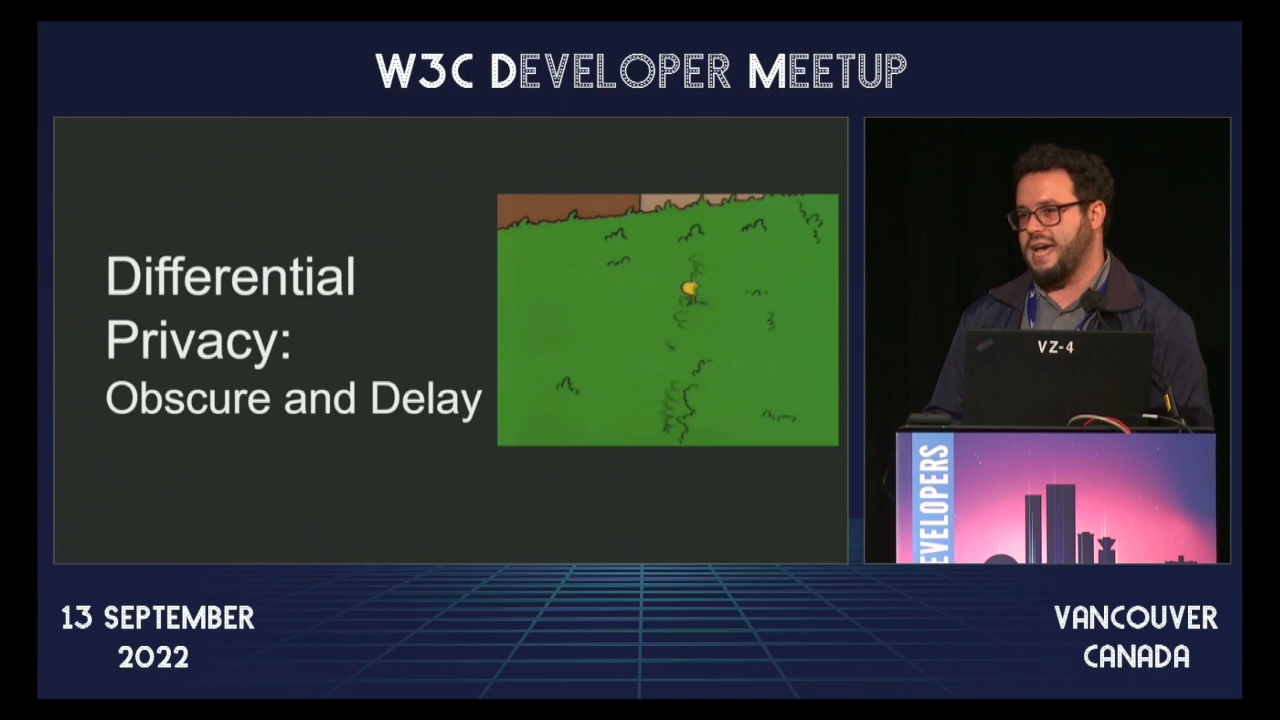 W3C DEVELOPER MEETUP
Differential
Privacy:
Obscure and Delay
VZ-4
EVELOPERS
13 SEPTEMBER
2022
VANCOUVER
CANADA